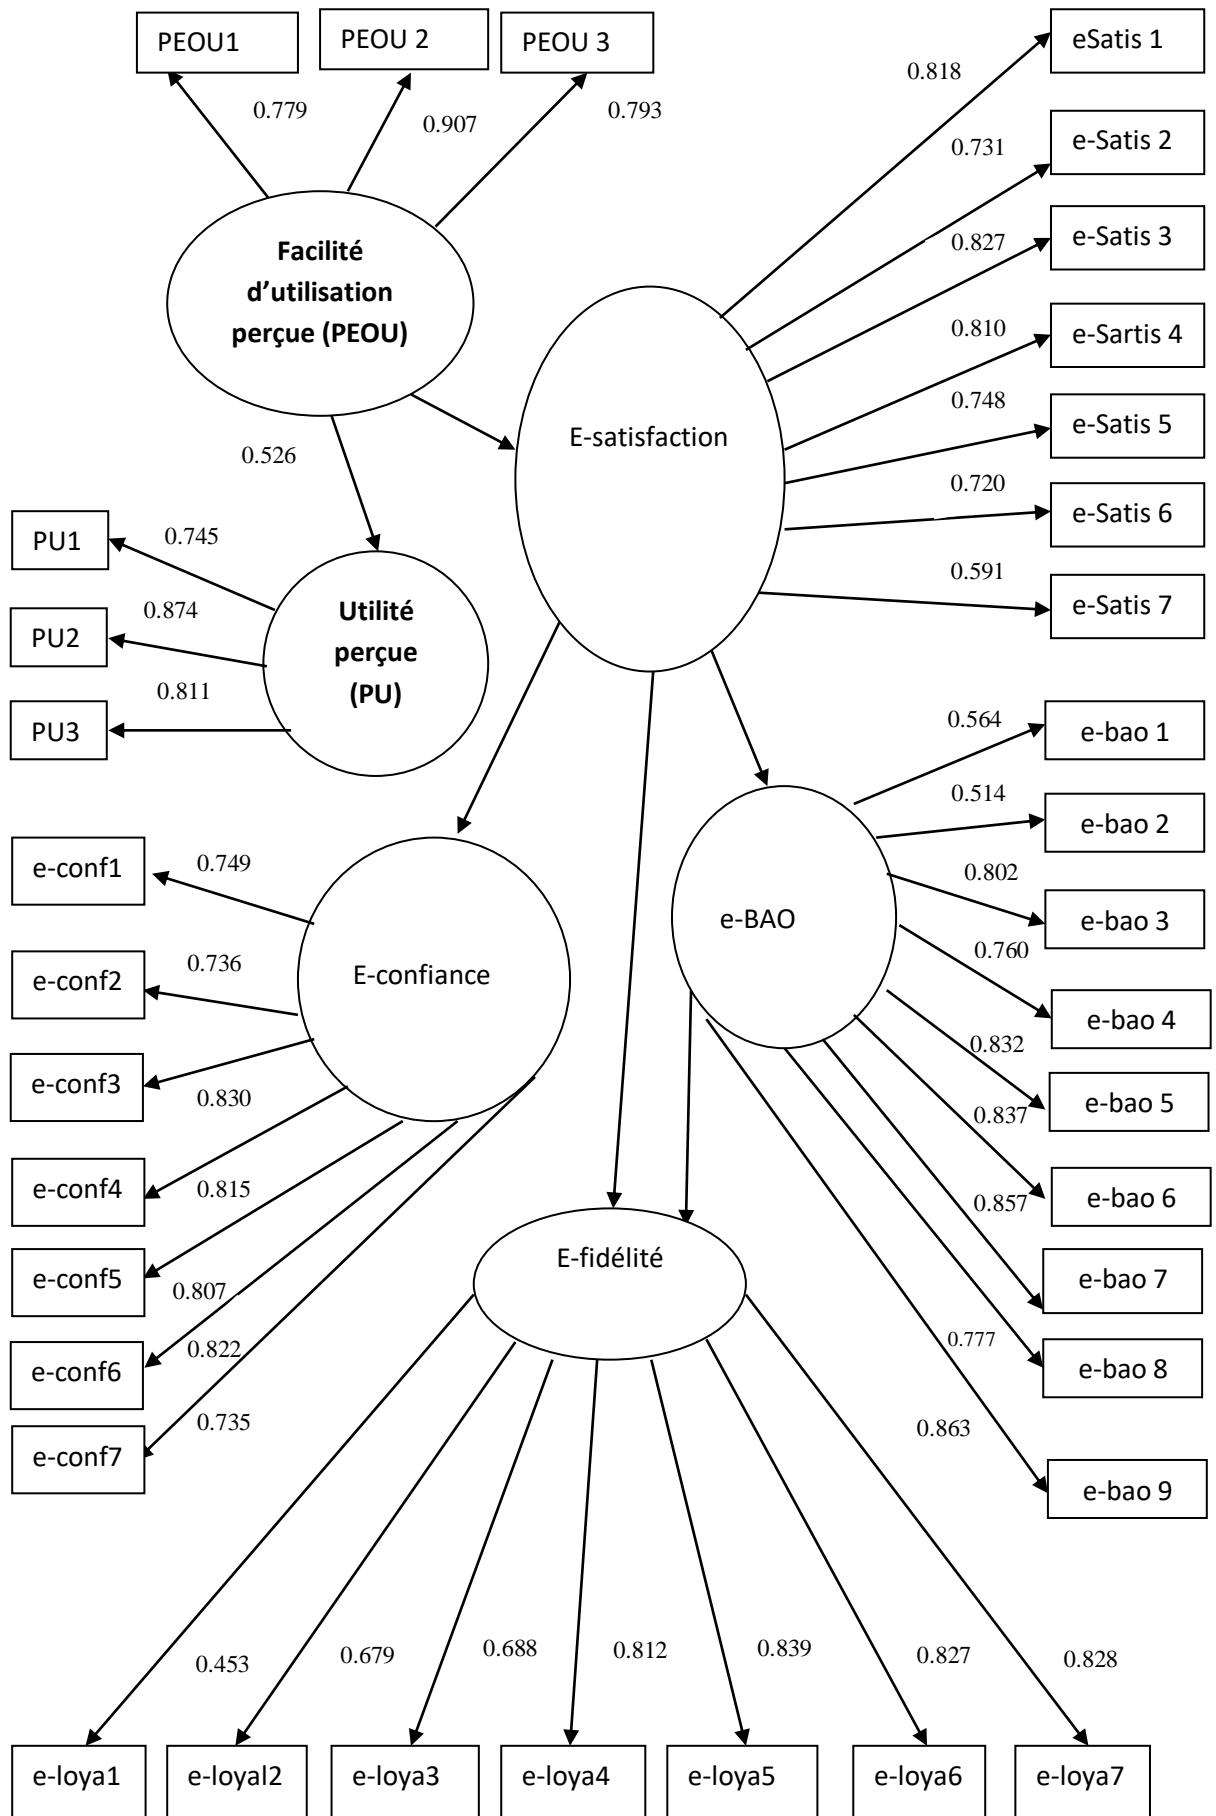 PEOU1
PEOU 2
PEOU 3
eSatis 1
0.818
0.779
0.907
0.793
e-Satis 2
0.731
Facilité
d’utilisation
perçue (PEOU)
e-Satis 3
0.827
e-Sartis 4
0.810
E-satisfaction
0.748
e-Satis 5
0.526
0.720
e-Satis 6
PU1
0.745
0.591
e-Satis 7
PU2
0.874
Utilité
perçue
(PU)
PU3
0.811
0.564
e-bao 1
0.514
e-bao 2
e-conf1
0.749
0.802
e-bao 3
e-BAO
e-conf2
0.736
E-confiance
0.760
e-bao 4
e-conf3
0.830
0.832
e-bao 5
e-conf4
0.815
0.837
e-bao 6
0.857
E-fidélité
e-conf5
0.807
e-bao 7
e-conf6
0.822
0.777
e-bao 8
e-conf7
0.735
0.863
e-bao 9
0.453
0.679
0.688
0.812
0.839
0.827
0.828
e-loya1
e-loyal2
e-loya3
e-loya4
e-loya5
e-loya6
e-loya7